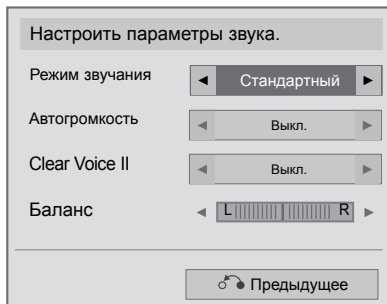 Настроить параметры звука.
Режим звучания ◄ Стандартный ►
Автогромкость ◄ Выкл. ►
Clear Voice II ◄ Выкл. ►
Баланс ◄ L R ►
Предыдущее